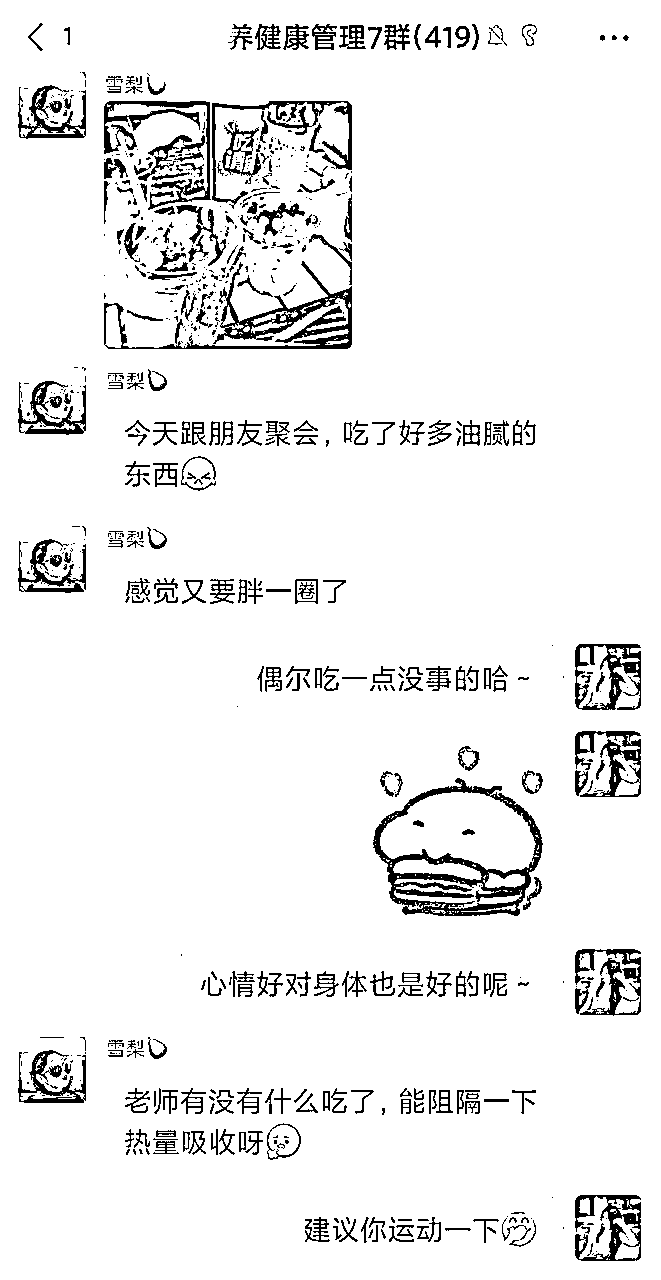 1
养健康管理7群(419)
雪梨
雪梨
今天跟朋友聚会，吃了好多油腻的
东西
雪梨
感觉又要胖一圈了
偶尔吃一点没事的哈~
心情好对身体也是好的呢~
雪梨
老师有没有什么吃了，能阻隔一下
热量吸收呀
建议你运动一下